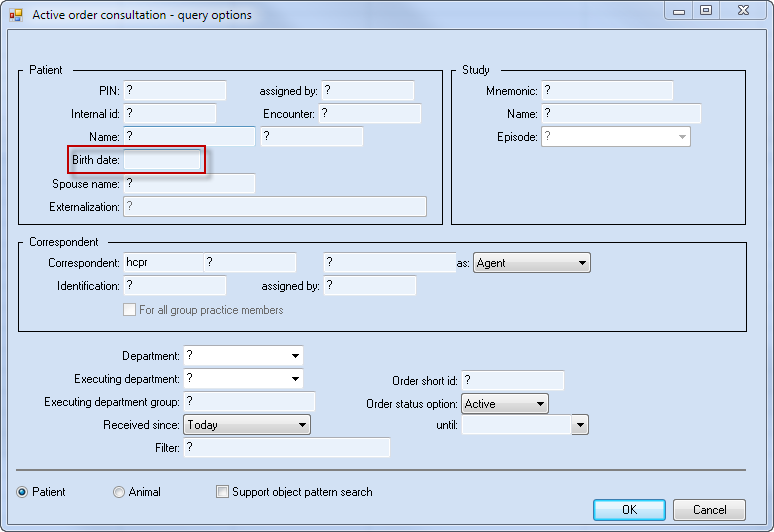 Active order consultation - query options
Patient
PIN: ? assigned by: ?
Internal id: ? Encounter: ?
Name: ? ?
Birth date:
Spouse name: ?
Externalization: ?
Study
Mnemonic: ?
Name: ?
Episode: ?
Correspondent
Correspondent: hcpr ? ? as: Agent
Identification: ? assigned by: ?
For all group practice members
Department: ?
Executing department: ? Order short id: ?
Executing department group: ? Order status option: Active
Received since: Today until:
Filter: ?
Patient Animal Support object pattern search
OK Cancel